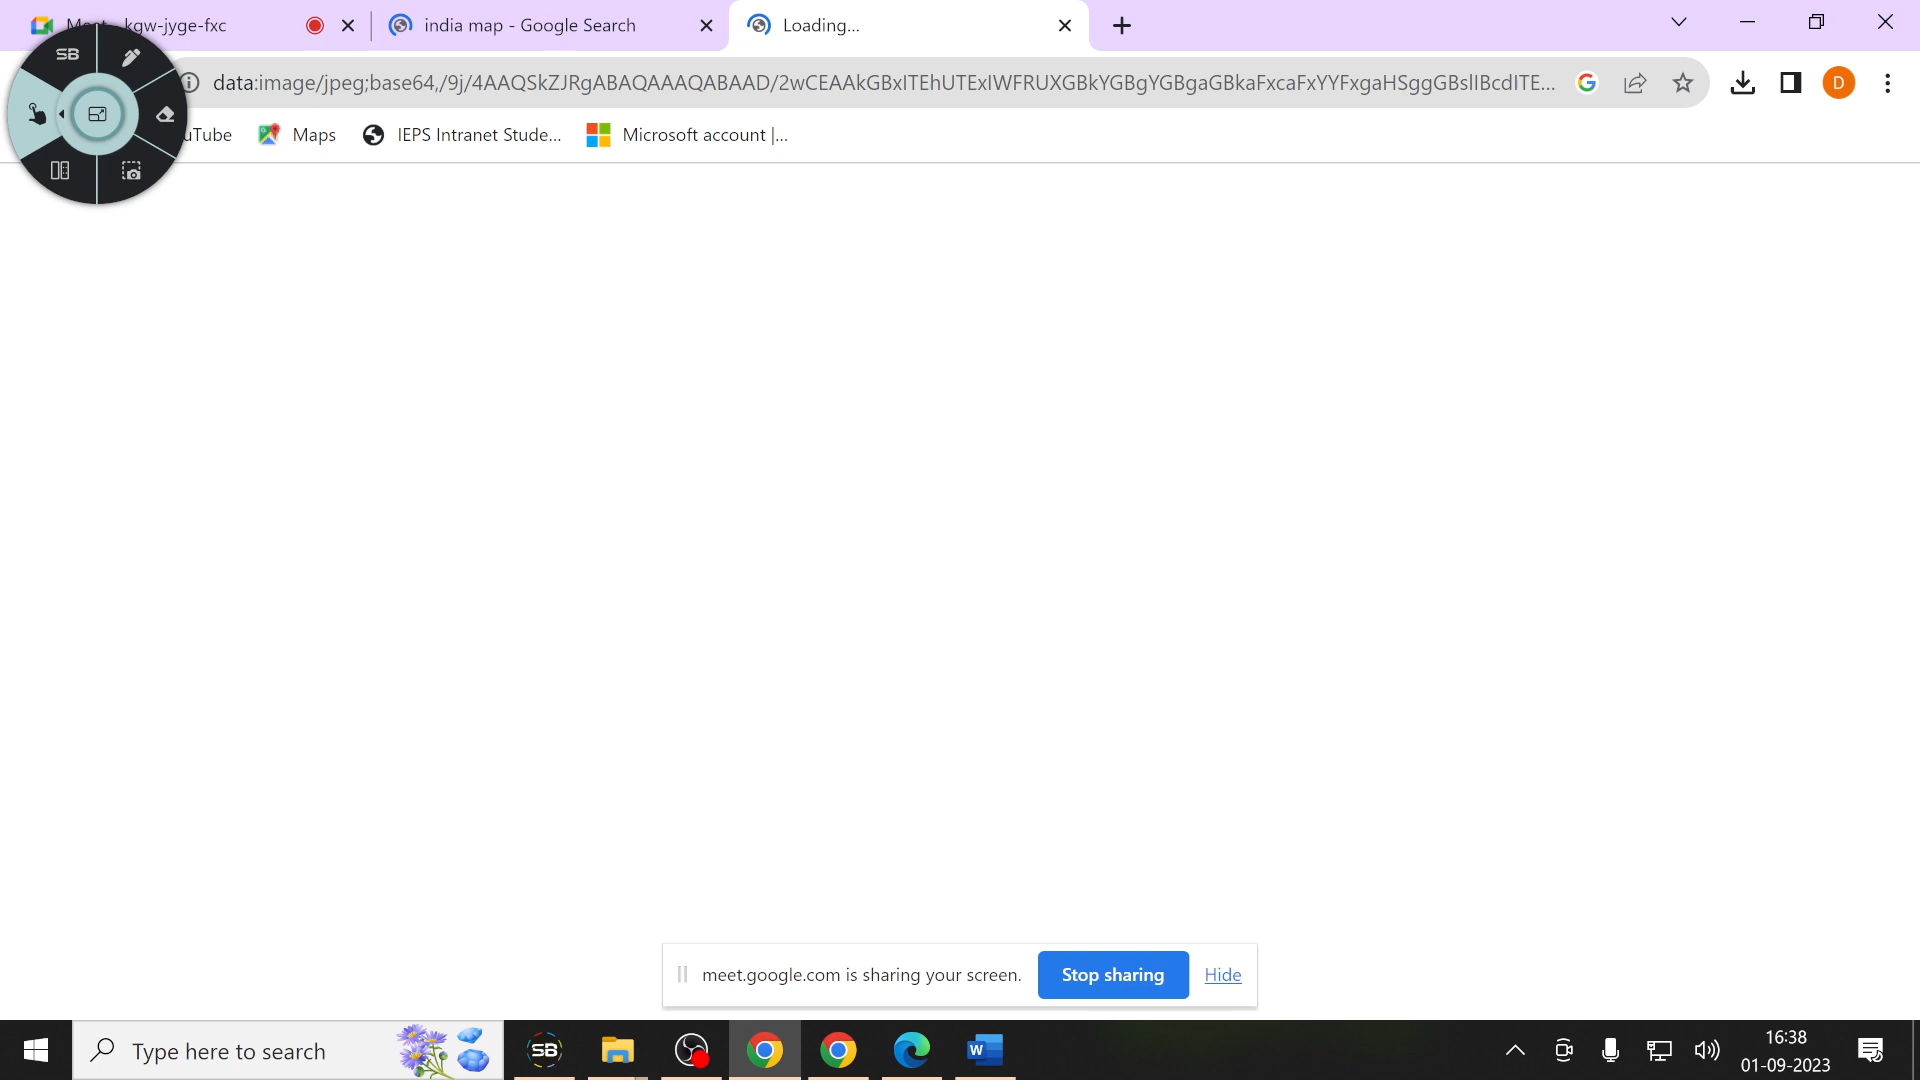 kgw-jyge-fxc
india map - Google Search
Loading...
SB
data:image/jpeg;base64,/9j/4AAQSkZJRgABAQAAAQABAAD/2wCEAAkGBxITEhUTExIWFRUXGBkYGBgYGBgaGBkaFxcaFxYYFxgaHSggGBslIBcdITE...
D
uTube
Maps
IEPS Intranet Stude...
Microsoft account |...
meet.google.com is sharing your screen.
Stop sharing
Hide
Type here to search
SB
W
16:38
01-09-2023